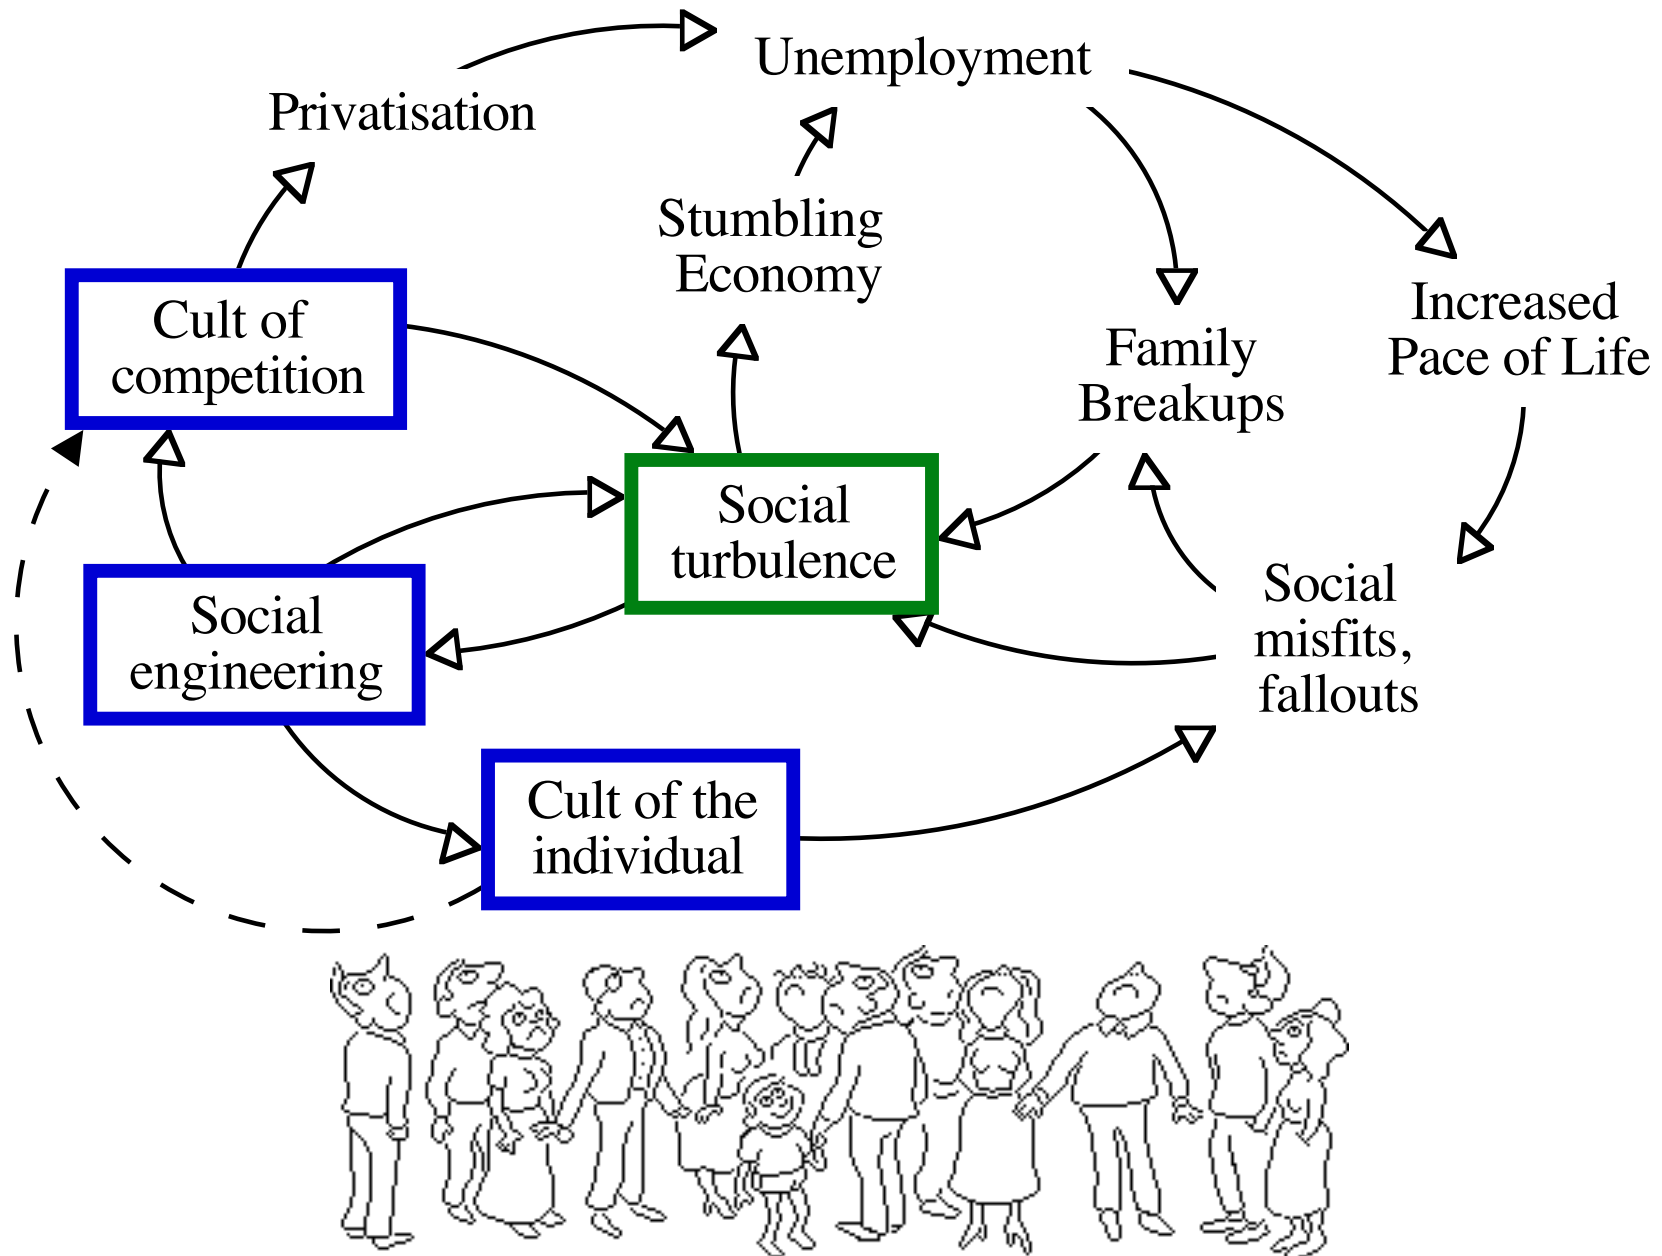 Unemployment
Privatisation
Stumbling
Economy
Increased
Pace of Life
Cult of
competition
Family
Breakups
Social
turbulence
Social
misfits,
fallouts
Social
engineering
Cult of the
individual